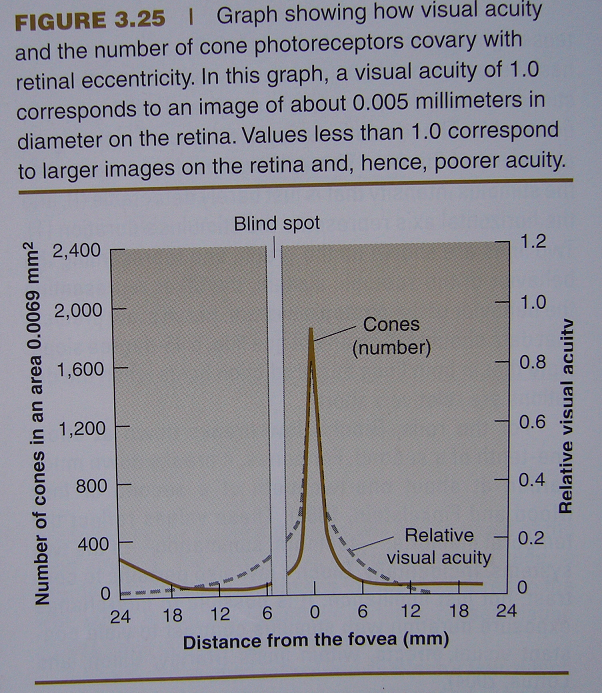 FIGURE 3.25 | Graph showing how visual acuity
and the number of cone photoreceptors covary with
retinal eccentricity. In this graph, a visual acuity of 1.0
corresponds to an image of about 0.005 millimeters in
diameter on the retina. Values less than 1.0 correspond
to larger images on the retina and, hence, poorer acuity.
Blind spot
Number of cones in an area 0.0069 mm²
2,400
2,000
1,600
1,200
800
400
0
Cones
(number)
Relative
visual acuity
1.2
1.0
0.8
0.6
0.4
0.2
0
Relative visual acuity
24 18 12 6 0 6 12 18 24
Distance from the fovea (mm)